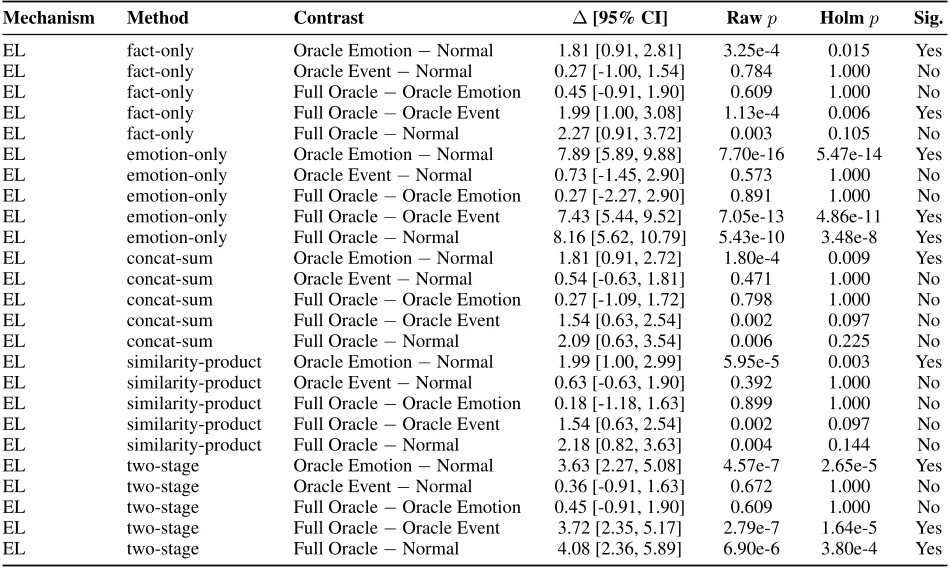 Mechanism Method Contrast Δ [95% CI] Raw p Holm p Sig.
EL fact-only Oracle Emotion − Normal 1.81 [0.91, 2.81] 3.25e-4 0.015 Yes
EL fact-only Oracle Event − Normal 0.27 [-1.00, 1.54] 0.784 1.000 No
EL fact-only Full Oracle − Oracle Emotion 0.45 [-0.91, 1.90] 0.609 1.000 No
EL fact-only Full Oracle − Oracle Event 1.99 [1.00, 3.08] 1.13e-4 0.006 Yes
EL fact-only Full Oracle − Normal 2.27 [0.91, 3.72] 0.003 0.105 No
EL emotion-only Oracle Emotion − Normal 7.89 [5.89, 9.88] 7.70e-16 5.47e-14 Yes
EL emotion-only Oracle Event − Normal 0.73 [-1.45, 2.90] 0.573 1.000 No
EL emotion-only Full Oracle − Oracle Emotion 0.27 [-2.27, 2.90] 0.891 1.000 No
EL emotion-only Full Oracle − Oracle Event 7.43 [5.44, 9.52] 7.05e-13 4.86e-11 Yes
EL emotion-only Full Oracle − Normal 8.16 [5.62, 10.79] 5.43e-10 3.48e-8 Yes
EL concat-sum Oracle Emotion − Normal 1.81 [0.91, 2.72] 1.80e-4 0.009 Yes
EL concat-sum Oracle Event − Normal 0.54 [-0.63, 1.81] 0.471 1.000 No
EL concat-sum Full Oracle − Oracle Emotion 0.27 [-1.09, 1.72] 0.798 1.000 No
EL concat-sum Full Oracle − Oracle Event 1.54 [0.63, 2.54] 0.002 0.097 No
EL concat-sum Full Oracle − Normal 2.09 [0.63, 3.54] 0.006 0.225 No
EL similarity-product Oracle Emotion − Normal 1.99 [1.00, 2.99] 5.95e-5 0.003 Yes
EL similarity-product Oracle Event − Normal 0.63 [-0.63, 1.90] 0.392 1.000 No
EL similarity-product Full Oracle − Oracle Emotion 0.18 [-1.18, 1.63] 0.899 1.000 No
EL similarity-product Full Oracle − Oracle Event 1.54 [0.63, 2.54] 0.002 0.097 No
EL similarity-product Full Oracle − Normal 2.18 [0.82, 3.63] 0.004 0.144 No
EL two-stage Oracle Emotion − Normal 3.63 [2.27, 5.08] 4.57e-7 2.65e-5 Yes
EL two-stage Oracle Event − Normal 0.36 [-0.91, 1.63] 0.672 1.000 No
EL two-stage Full Oracle − Oracle Emotion 0.45 [-0.91, 1.90] 0.609 1.000 No
EL two-stage Full Oracle − Oracle Event 3.72 [2.35, 5.17] 2.79e-7 1.64e-5 Yes
EL two-stage Full Oracle − Normal 4.08 [2.36, 5.89] 6.90e-6 3.80e-4 Yes